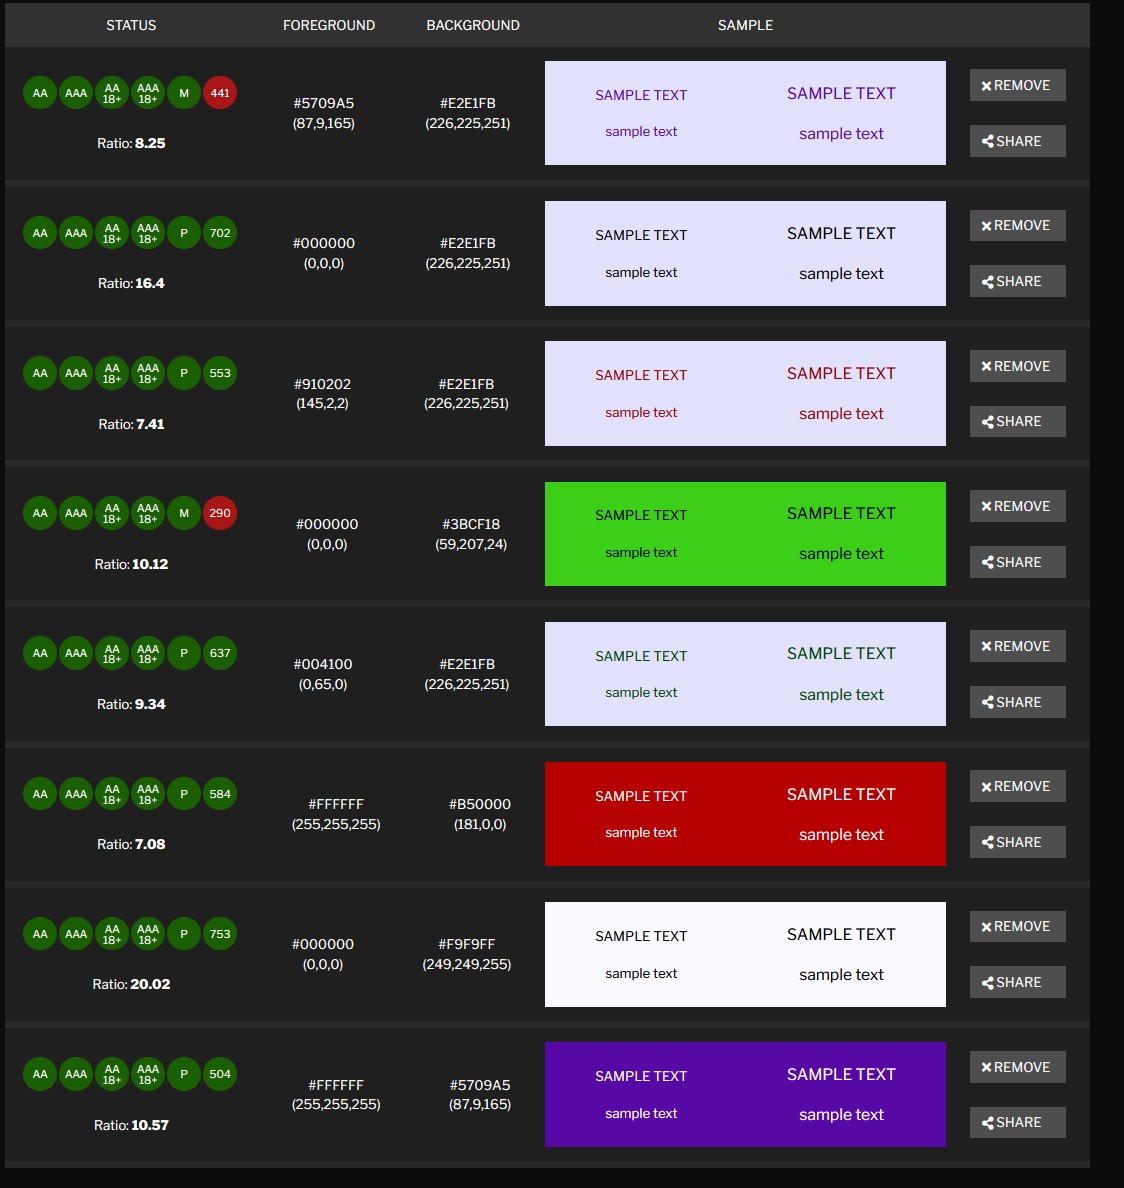 STATUS FOREGROUND BACKGROUND SAMPLE
AA AAA AA 18+ AAA 18+ M 441
Ratio: 8.25
#5709A5
(87,9,165)
#E2E1FB
(226,225,251)
SAMPLE TEXT SAMPLE TEXT
sample text sample text
REMOVE
SHARE
AA AAA AA 18+ AAA 18+ P 702
Ratio: 16.4
#000000
(0,0,0)
#E2E1FB
(226,225,251)
SAMPLE TEXT SAMPLE TEXT
sample text sample text
REMOVE
SHARE
AA AAA AA 18+ AAA 18+ P 553
Ratio: 7.41
#910202
(145,2,2)
#E2E1FB
(226,225,251)
SAMPLE TEXT SAMPLE TEXT
sample text sample text
REMOVE
SHARE
AA AAA AA 18+ AAA 18+ M 290
Ratio: 10.12
#000000
(0,0,0)
#3BCF18
(59,207,24)
SAMPLE TEXT SAMPLE TEXT
sample text sample text
REMOVE
SHARE
AA AAA AA 18+ AAA 18+ P 637
Ratio: 9.34
#004100
(0,65,0)
#E2E1FB
(226,225,251)
SAMPLE TEXT SAMPLE TEXT
sample text sample text
REMOVE
SHARE
AA AAA AA 18+ AAA 18+ P 584
Ratio: 7.08
#FFFFFF
(255,255,255)
#B50000
(181,0,0)
SAMPLE TEXT SAMPLE TEXT
sample text sample text
REMOVE
SHARE
AA AAA AA 18+ AAA 18+ P 753
Ratio: 20.02
#000000
(0,0,0)
#F9F9FF
(249,249,255)
SAMPLE TEXT SAMPLE TEXT
sample text sample text
REMOVE
SHARE
AA AAA AA 18+ AAA 18+ P 504
Ratio: 10.57
#FFFFFF
(255,255,255)
#5709A5
(87,9,165)
SAMPLE TEXT SAMPLE TEXT
sample text sample text
REMOVE
SHARE